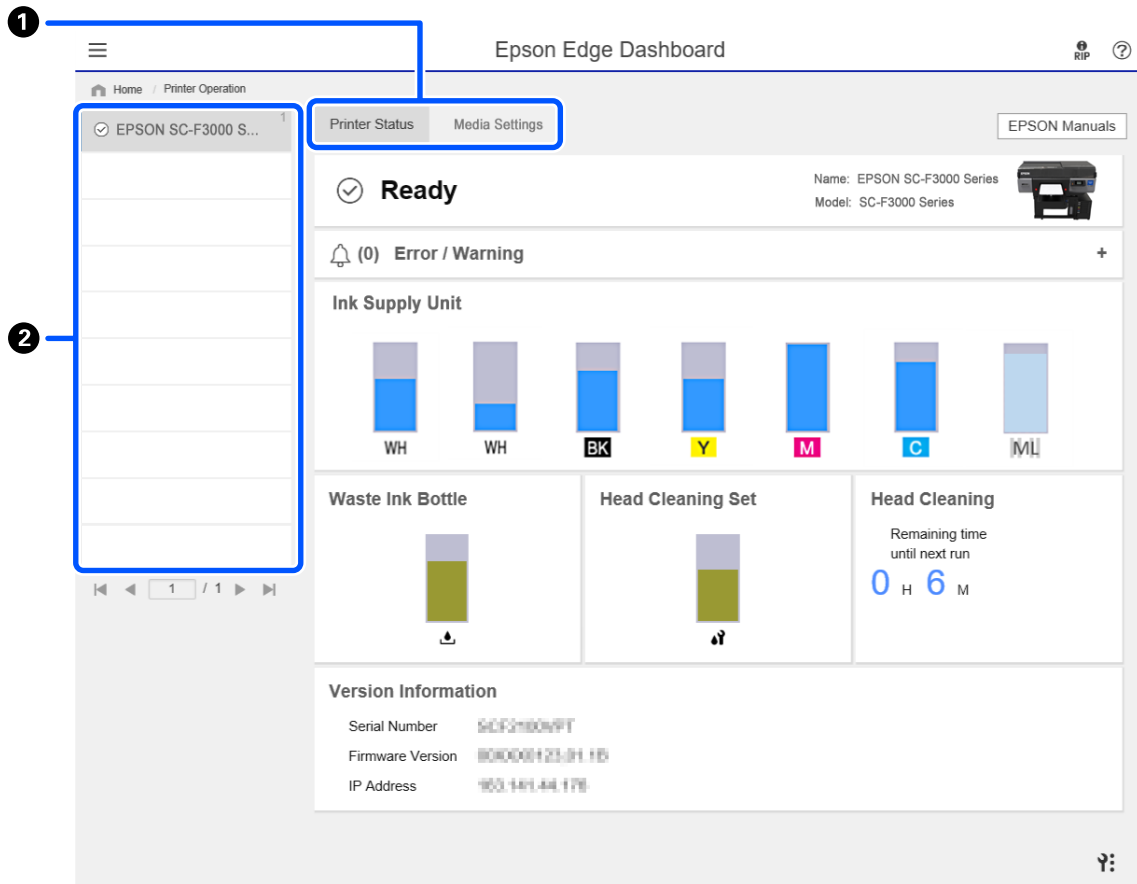 1
Epson Edge Dashboard
RIP
?
Home / Printer Operation
EPSON SC-F3000 S...
1
Printer Status
Media Settings
EPSON Manuals
Ready
Name: EPSON SC-F3000 Series
Model: SC-F3000 Series
(0) Error / Warning
+
2
Ink Supply Unit
WH WH BK Y M C ML
Waste Ink Bottle
Head Cleaning Set
Head Cleaning
Remaining time
until next run
0 H 6 M
1 / 1
Version Information
Serial Number
Firmware Version
IP Address